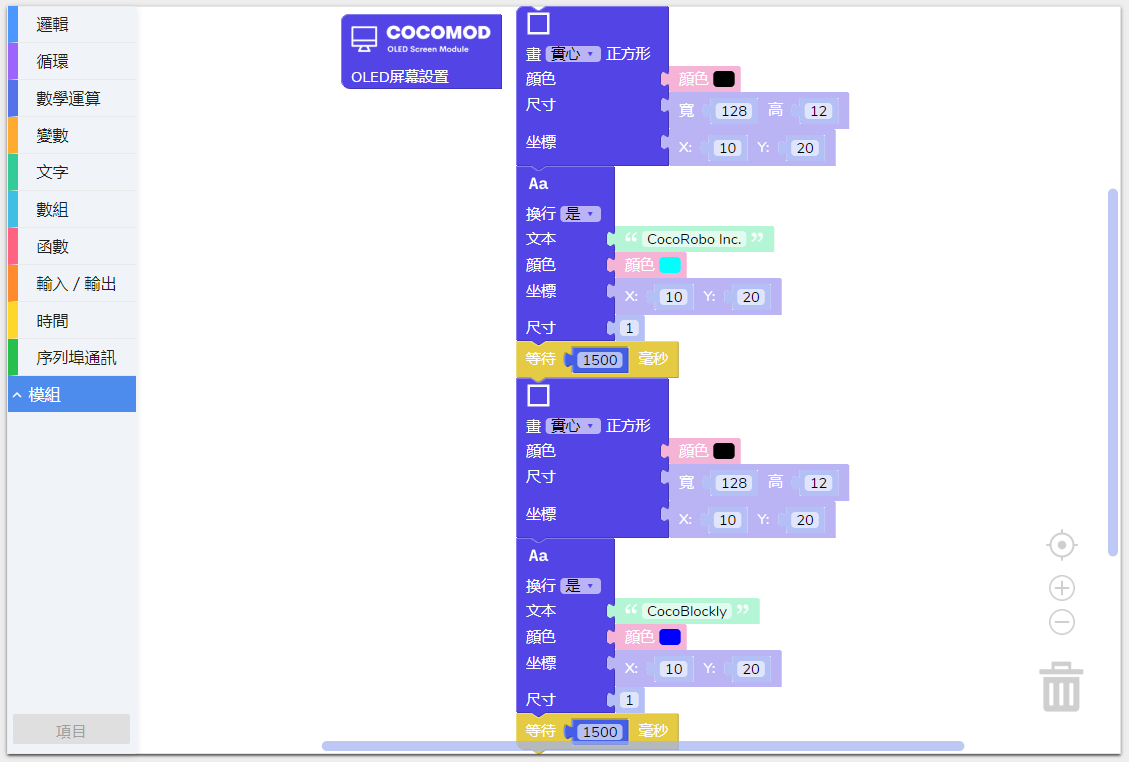 邏輯
循環
數學運算
變數
文字
數組
函數
輸入 / 輸出
時間
序列埠通訊
模組
項目
COCOMOD
OLED Screen Module
OLED屏幕設置
畫 實心 正方形
顏色 顏色
尺寸 寬 128 高 12
坐標 X: 10 Y: 20
Aa
換行 是
文本 “ CocoRobo Inc. ”
顏色 顏色
坐標 X: 10 Y: 20
尺寸 1
等待 1500 毫秒
畫 實心 正方形
顏色 顏色
尺寸 寬 128 高 12
坐標 X: 10 Y: 20
Aa
換行 是
文本 “ CocoBlockly ”
顏色 顏色
坐標 X: 10 Y: 20
尺寸 1
等待 1500 毫秒